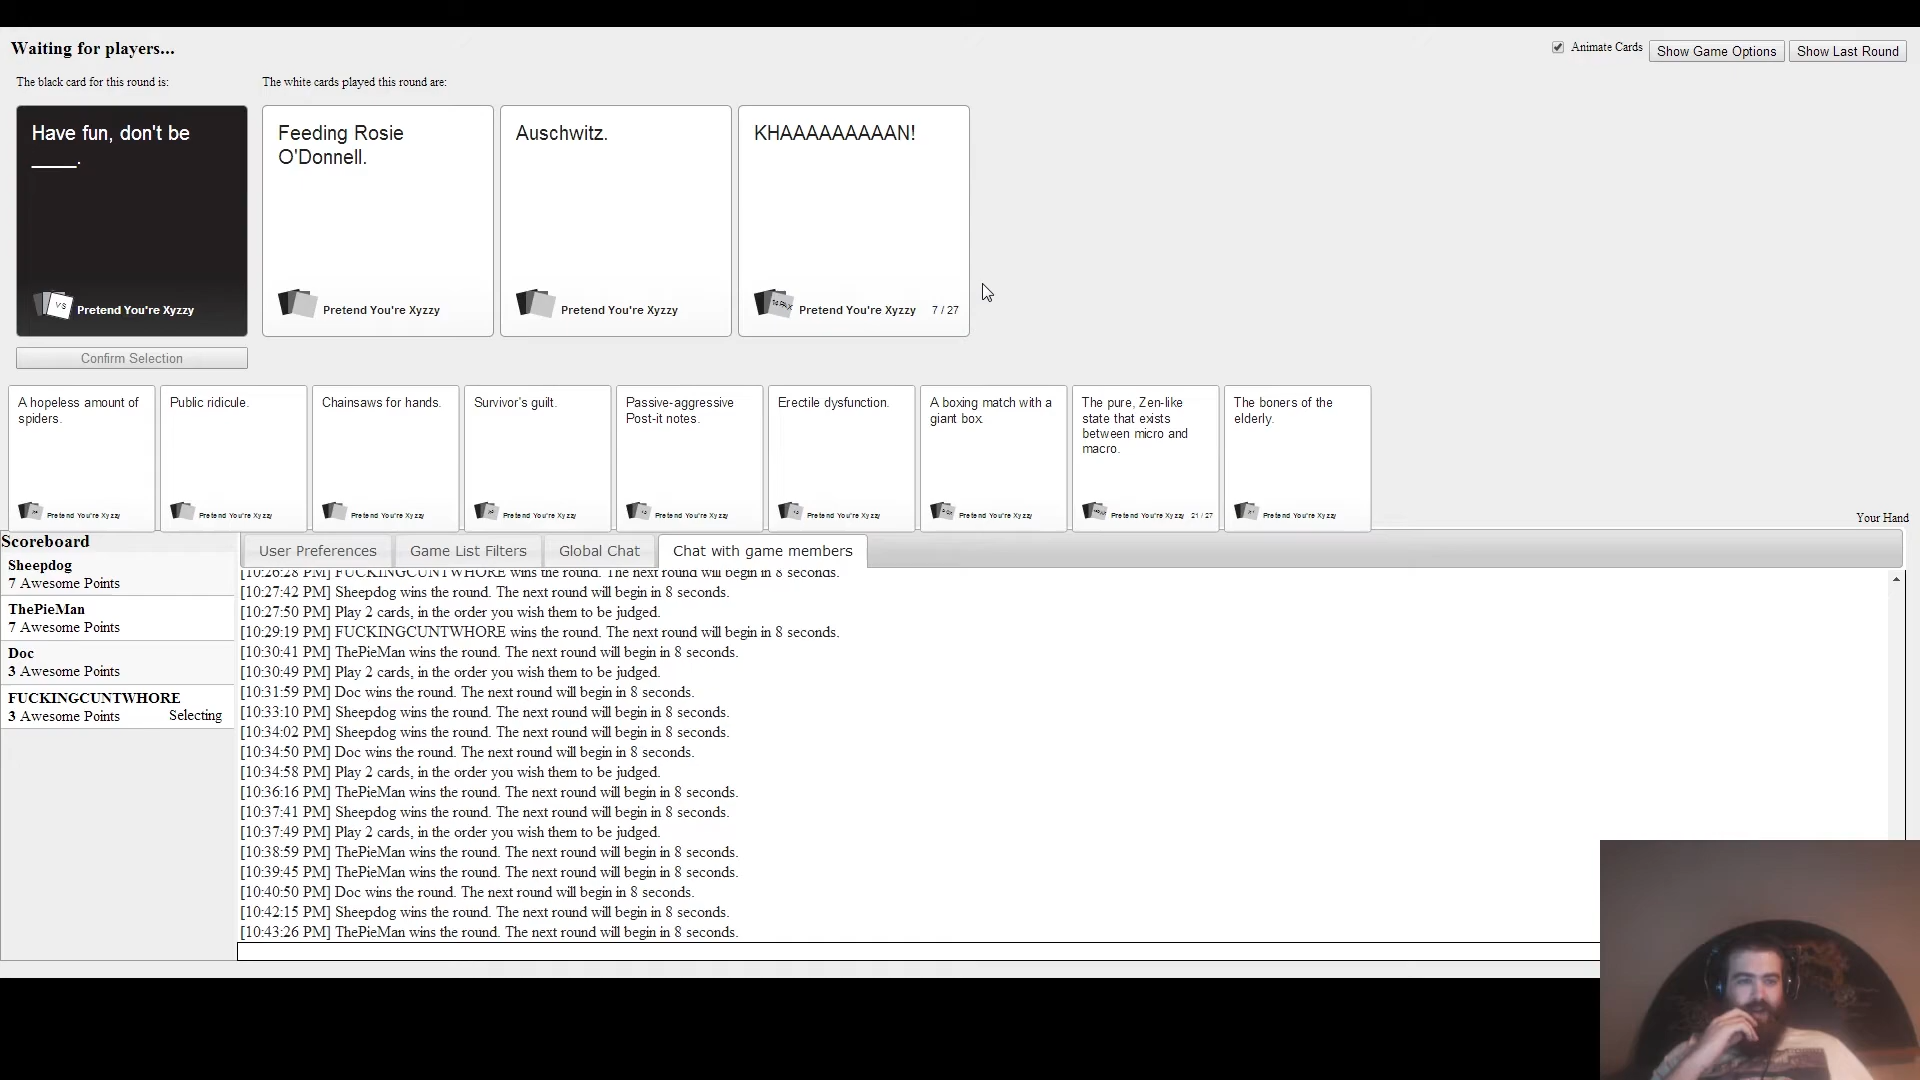 Waiting for players...
Animate Cards
Show Game Options
Show Last Round
The black card for this round is:
The white cards played this round are:
Have fun, don't be
____.
Pretend You're Xyzzy
Feeding Rosie
O'Donnell.
Pretend You're Xyzzy
Auschwitz.
Pretend You're Xyzzy
KHAAAAAAAAAN!
Pretend You're Xyzzy 7 / 27
Confirm Selection
A hopeless amount of
spiders.
Pretend You're Xyzzy
Public ridicule.
Pretend You're Xyzzy
Chainsaws for hands.
Pretend You're Xyzzy
Survivor's guilt.
Pretend You're Xyzzy
Passive-aggressive
Post-it notes.
Pretend You're Xyzzy
Erectile dysfunction.
Pretend You're Xyzzy
A boxing match with a
giant box.
Pretend You're Xyzzy
The pure, Zen-like
state that exists
between micro and
macro.
Pretend You're Xyzzy 21 / 27
The boners of the
elderly.
Pretend You're Xyzzy
Your Hand
Scoreboard
Sheepdog
7 Awesome Points
ThePieMan
7 Awesome Points
Doc
3 Awesome Points
FUCKINGCUNTWHORE
3 Awesome Points Selecting
User Preferences
Game List Filters
Global Chat
Chat with game members
[10:26:28 PM] FUCKINGCUNTWHORE wins the round. The next round will begin in 8 seconds.
[10:27:42 PM] Sheepdog wins the round. The next round will begin in 8 seconds.
[10:27:50 PM] Play 2 cards, in the order you wish them to be judged.
[10:29:19 PM] FUCKINGCUNTWHORE wins the round. The next round will begin in 8 seconds.
[10:30:41 PM] ThePieMan wins the round. The next round will begin in 8 seconds.
[10:30:49 PM] Play 2 cards, in the order you wish them to be judged.
[10:31:59 PM] Doc wins the round. The next round will begin in 8 seconds.
[10:33:10 PM] Sheepdog wins the round. The next round will begin in 8 seconds.
[10:34:02 PM] Sheepdog wins the round. The next round will begin in 8 seconds.
[10:34:50 PM] Doc wins the round. The next round will begin in 8 seconds.
[10:34:58 PM] Play 2 cards, in the order you wish them to be judged.
[10:36:16 PM] ThePieMan wins the round. The next round will begin in 8 seconds.
[10:37:41 PM] Sheepdog wins the round. The next round will begin in 8 seconds.
[10:37:49 PM] Play 2 cards, in the order you wish them to be judged.
[10:38:59 PM] ThePieMan wins the round. The next round will begin in 8 seconds.
[10:39:45 PM] ThePieMan wins the round. The next round will begin in 8 seconds.
[10:40:50 PM] Doc wins the round. The next round will begin in 8 seconds.
[10:42:15 PM] Sheepdog wins the round. The next round will begin in 8 seconds.
[10:43:26 PM] ThePieMan wins the round. The next round will begin in 8 seconds.